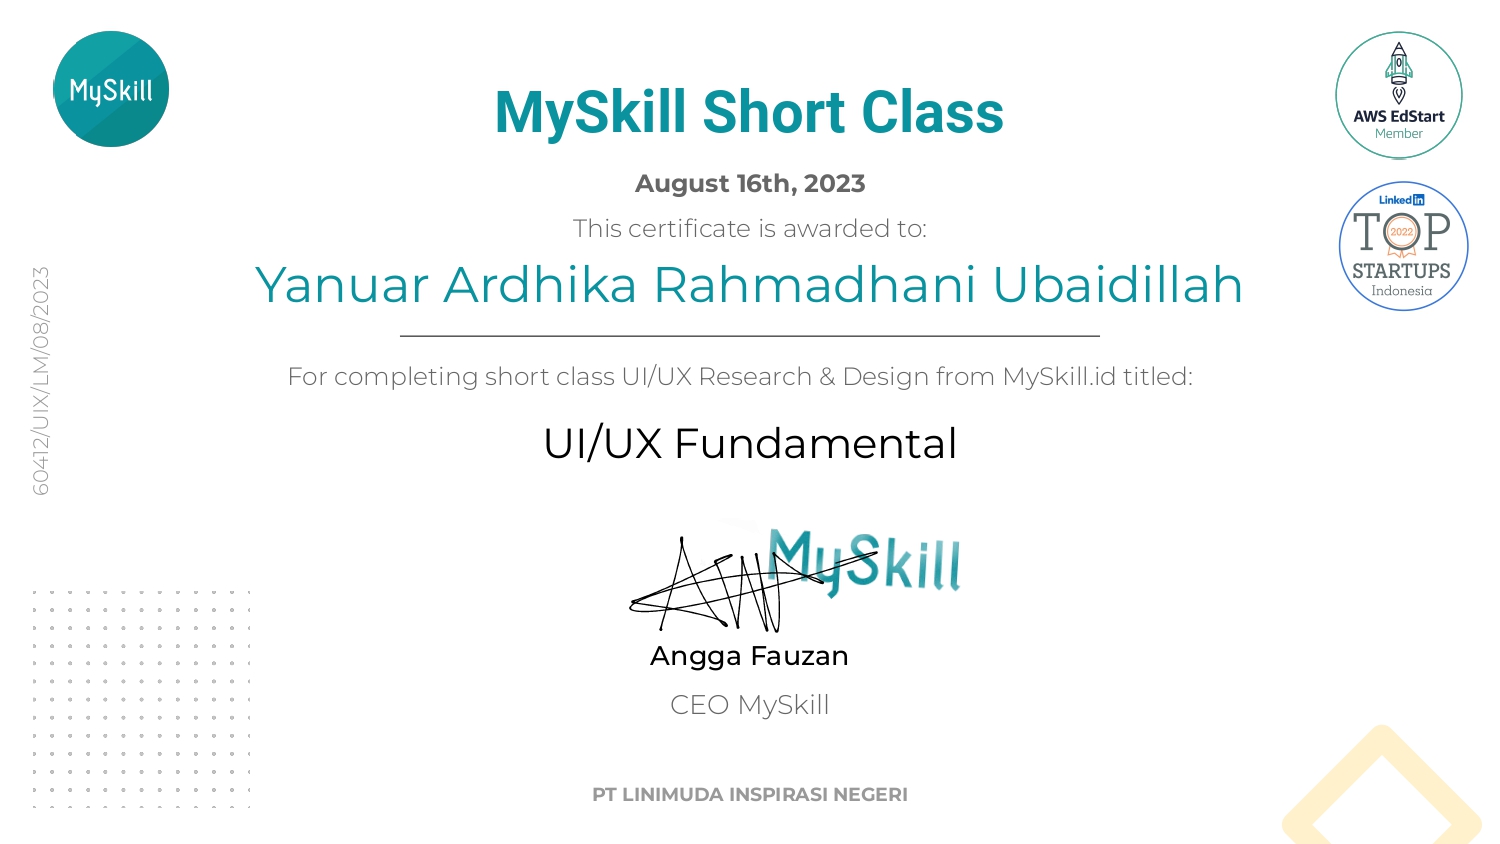 MySkill
MySkill Short Class
AWS EdStart
Member
August 16th, 2023
LinkedIn
TOP
2022
STARTUPS
Indonesia
This certificate is awarded to:
Yanuar Ardhika Rahmadhani Ubaidillah
60412/UIX/LM/08/2023
For completing short class UI/UX Research & Design from MySkill.id titled:
UI/UX Fundamental
MySkill
Angga Fauzan
CEO MySkill
PT LINIMUDA INSPIRASI NEGERI